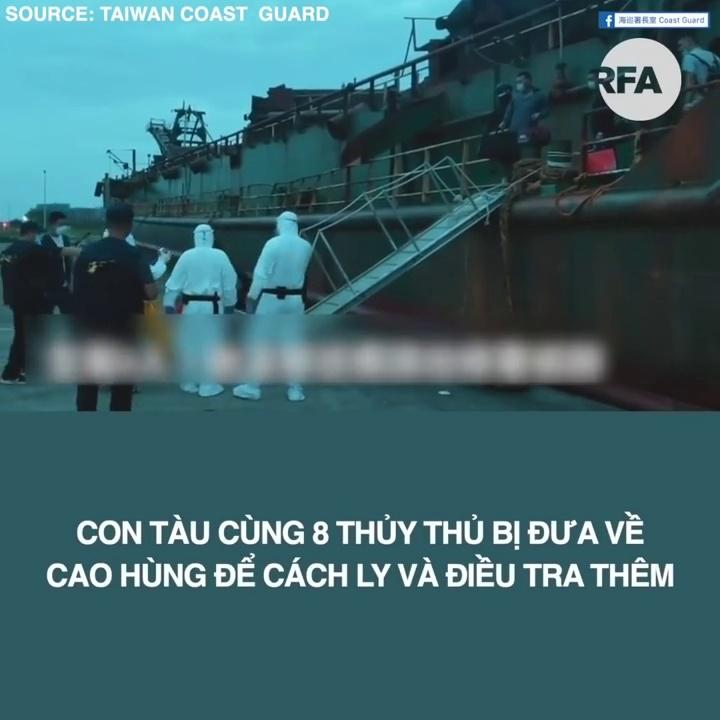 SOURCE: TAIWAN COAST GUARD
海巡署長室 Coast Guard
RFA
CON TÀU CÙNG 8 THỦY THỦ BỊ ĐƯA VỀ
CAO HÙNG ĐỂ CÁCH LY VÀ ĐIỀU TRA THÊM